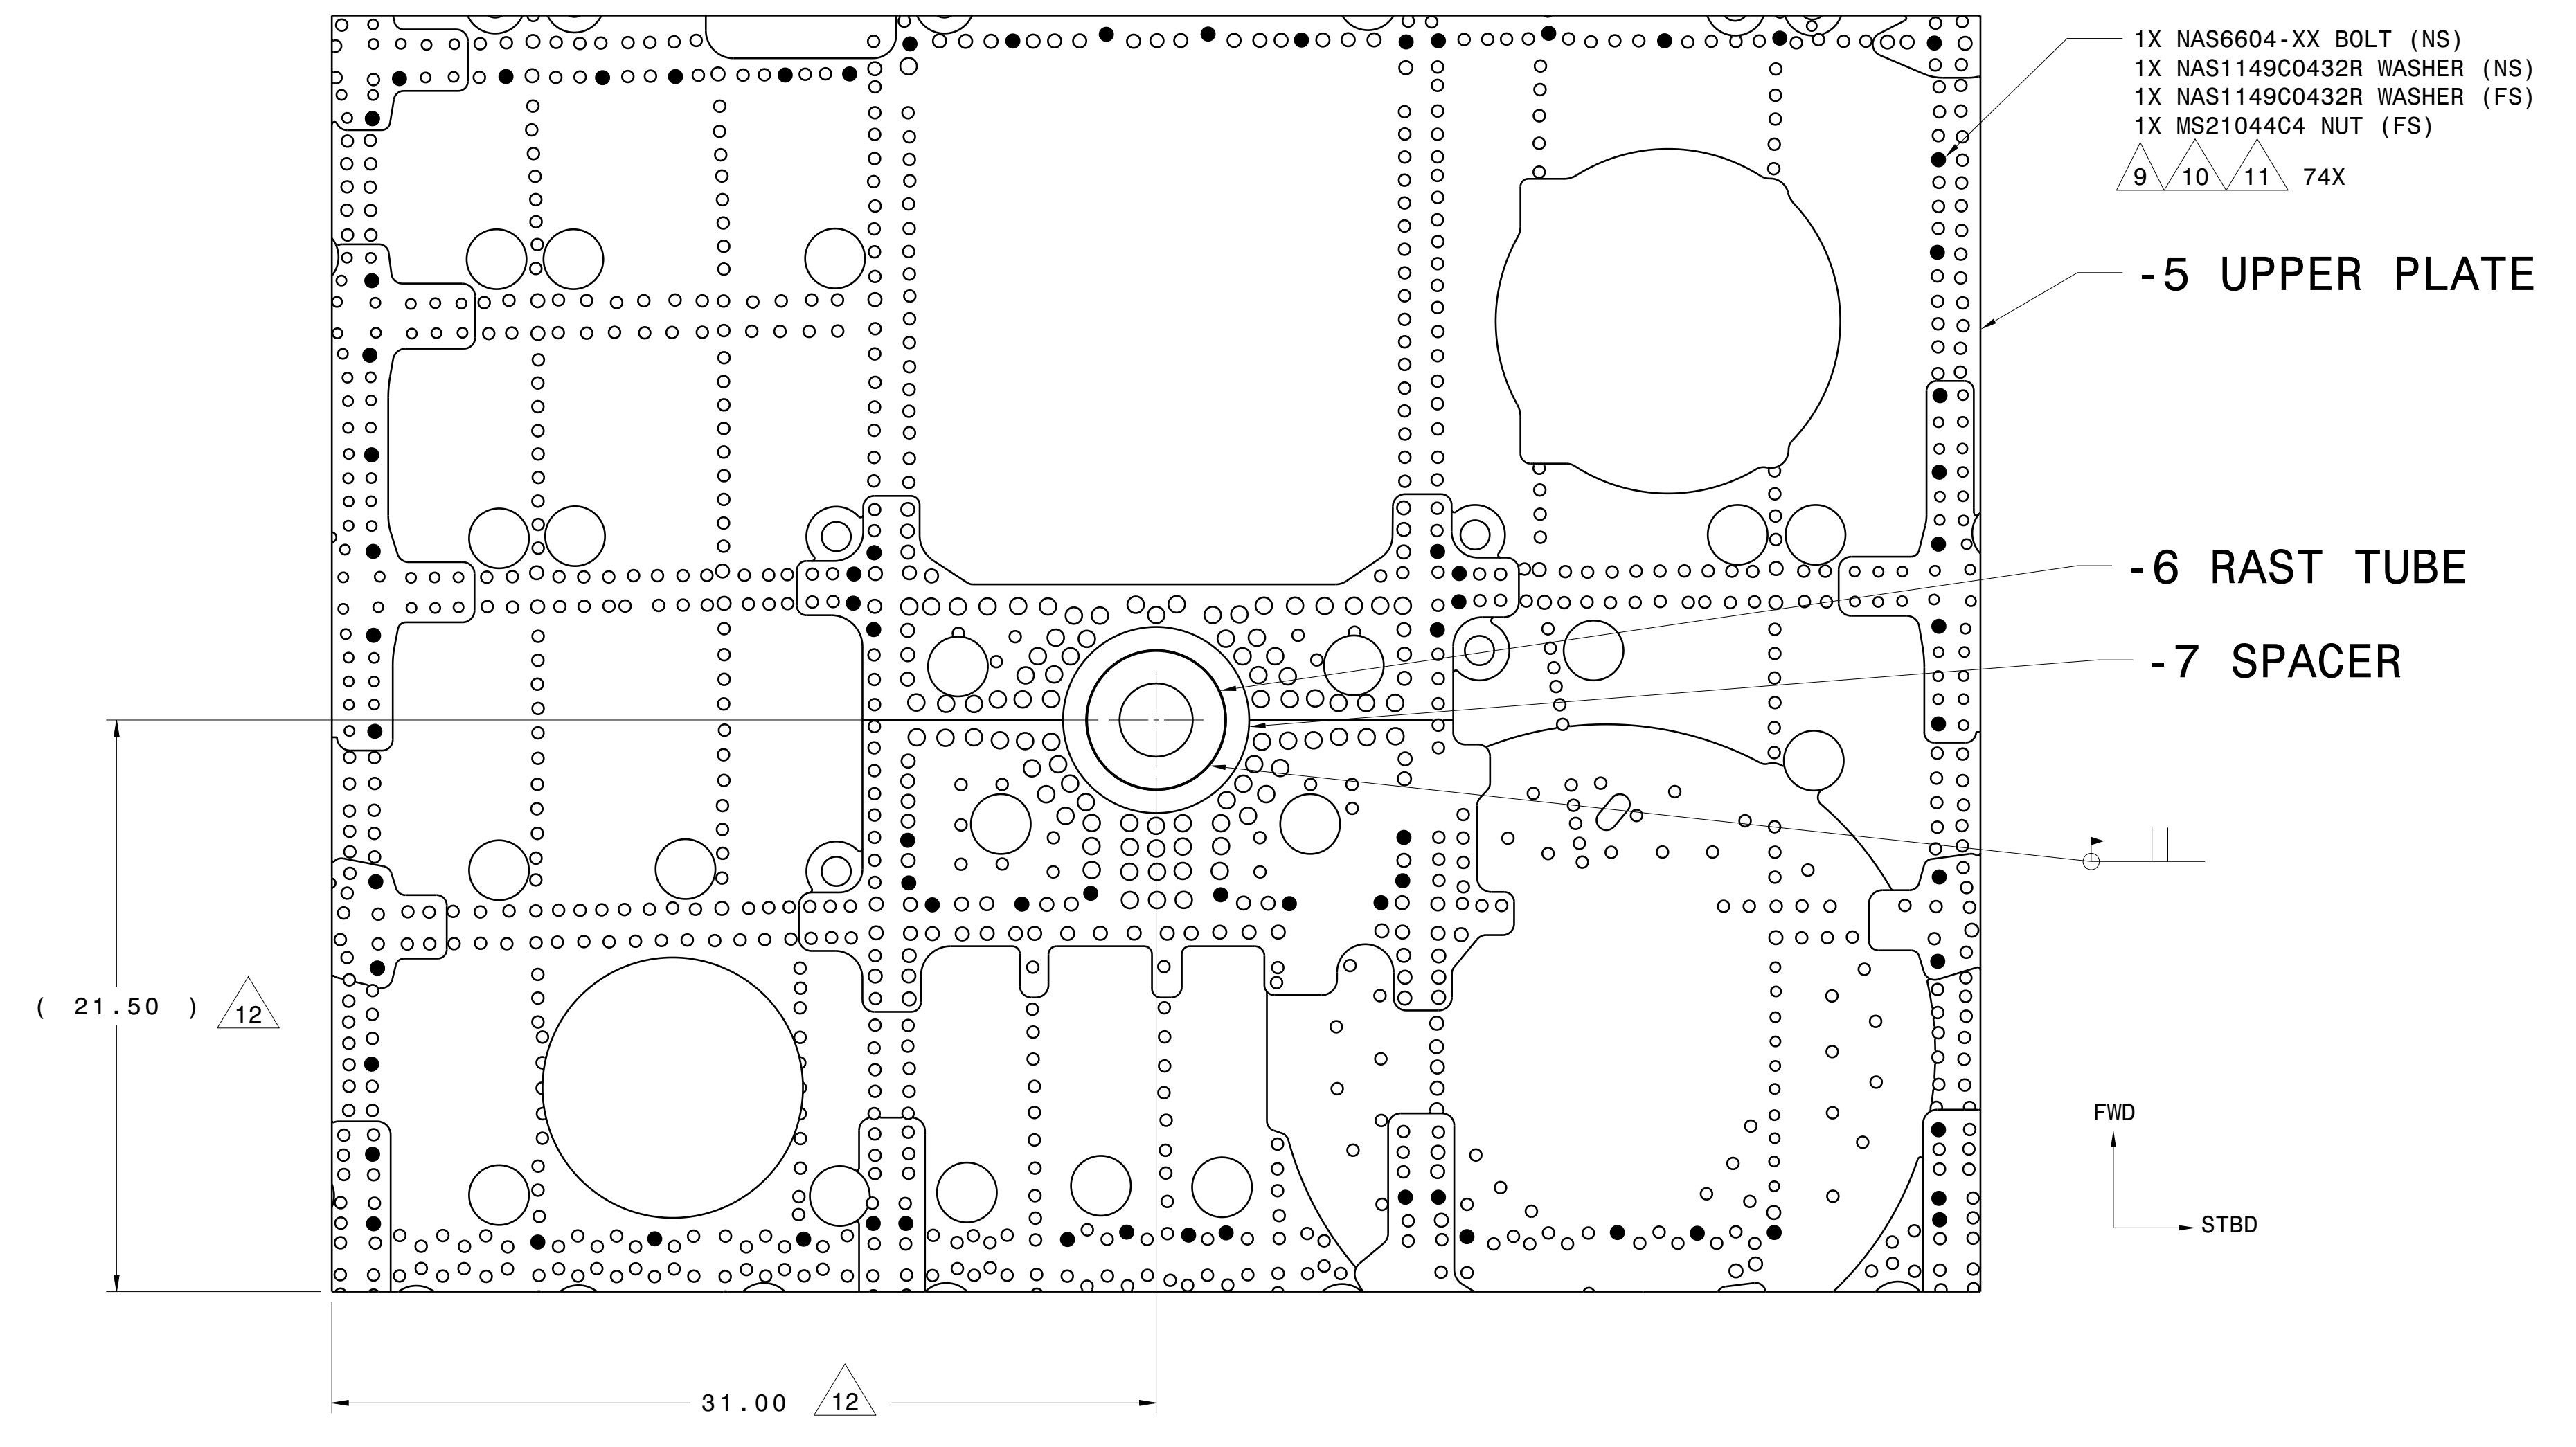 1X NAS6604-XX BOLT (NS)
1X NAS1149C0432R WASHER (NS)
1X NAS1149C0432R WASHER (FS)
1X MS21044C4 NUT (FS)
9 10 11 74X
-5 UPPER PLATE
-6 RAST TUBE
-7 SPACER
( 21.50 ) 12
FWD
STBD
31.00 12